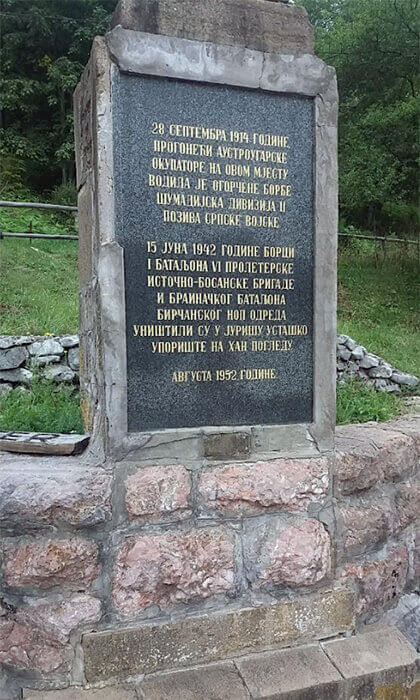 28 СЕПТЕМБРА 1914. ГОДИНЕ
ПРОГОНЕЋИ АУСТРОУГАРСКЕ
ОКУПАТОРЕ НА ОВОМ МЈЕСТУ
ВОДИЛА ЈЕ ОГОРЧЕНЕ БОРБЕ
ШУМАДИЈСКА ДИВИЗИЈА II
ПОЗИВА СРПСКЕ ВОЈСКЕ
15 ЈУНА 1942 ГОДИНЕ БОРЦИ
I БАТАЉОНА VI ПРОЛЕТЕРСКЕ
ИСТОЧНО-БОСАНСКЕ БРИГАДЕ
И БРАИНАЧКОГ БАТАЉОНА
БИРЧАНСКОГ НОП ОДРЕДА
УНИШТИЛИ СУ У ЈУРИШУ УСТАШКО
УПОРИШТЕ НА ХАН ПОГЛЕДУ
АВГУСТА 1952 ГОДИНЕ